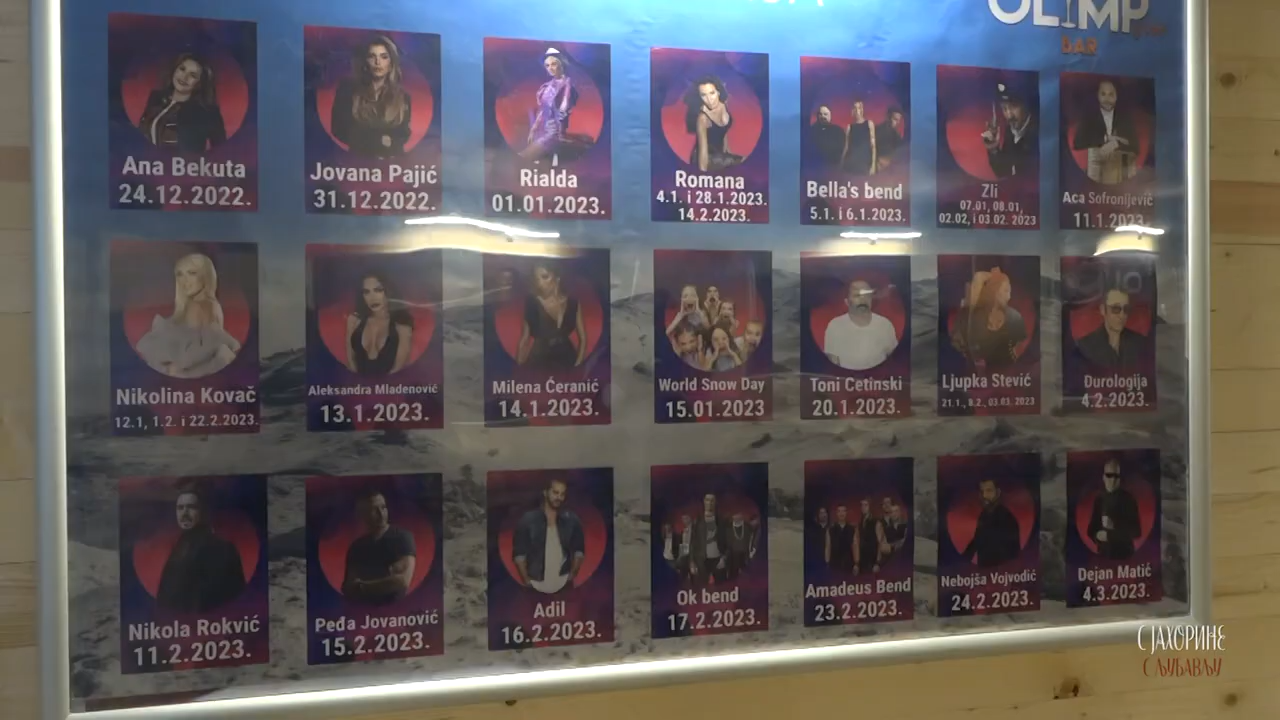 OLIMP
BAR
Ana Bekuta
24.12.2022.
Jovana Pajić
31.12.2022.
Rialda
01.01.2023.
Romana
4.1. i 28.1.2023.
14.2.2023.
Bella's bend
5.1. i 6.1.2023.
Zli
07.01, 08.01,
02.02, i 03.02. 2023
Aca Sofronijević
11.1.2023.
Nikolina Kovač
12.1, 1.2. i 22.2.2023.
Aleksandra Mladenović
13.1.2023.
Milena Ćeranić
14.1.2023.
World Snow Day
15.01.2023
Toni Cetinski
20.1.2023.
Ljupka Stević
21.1., 8.2., 03.03. 2023
Đurologija
4.2.2023.
Nikola Rokvić
11.2.2023.
Peđa Jovanović
15.2.2023.
Adil
16.2.2023.
Ok bend
17.2.2023.
Amadeus Bend
23.2.2023.
Nebojša Vojvodić
24.2.2023.
Dejan Matić
4.3.2023.
С ЈАХОРИНЕ
С ЉУБАВЉУ